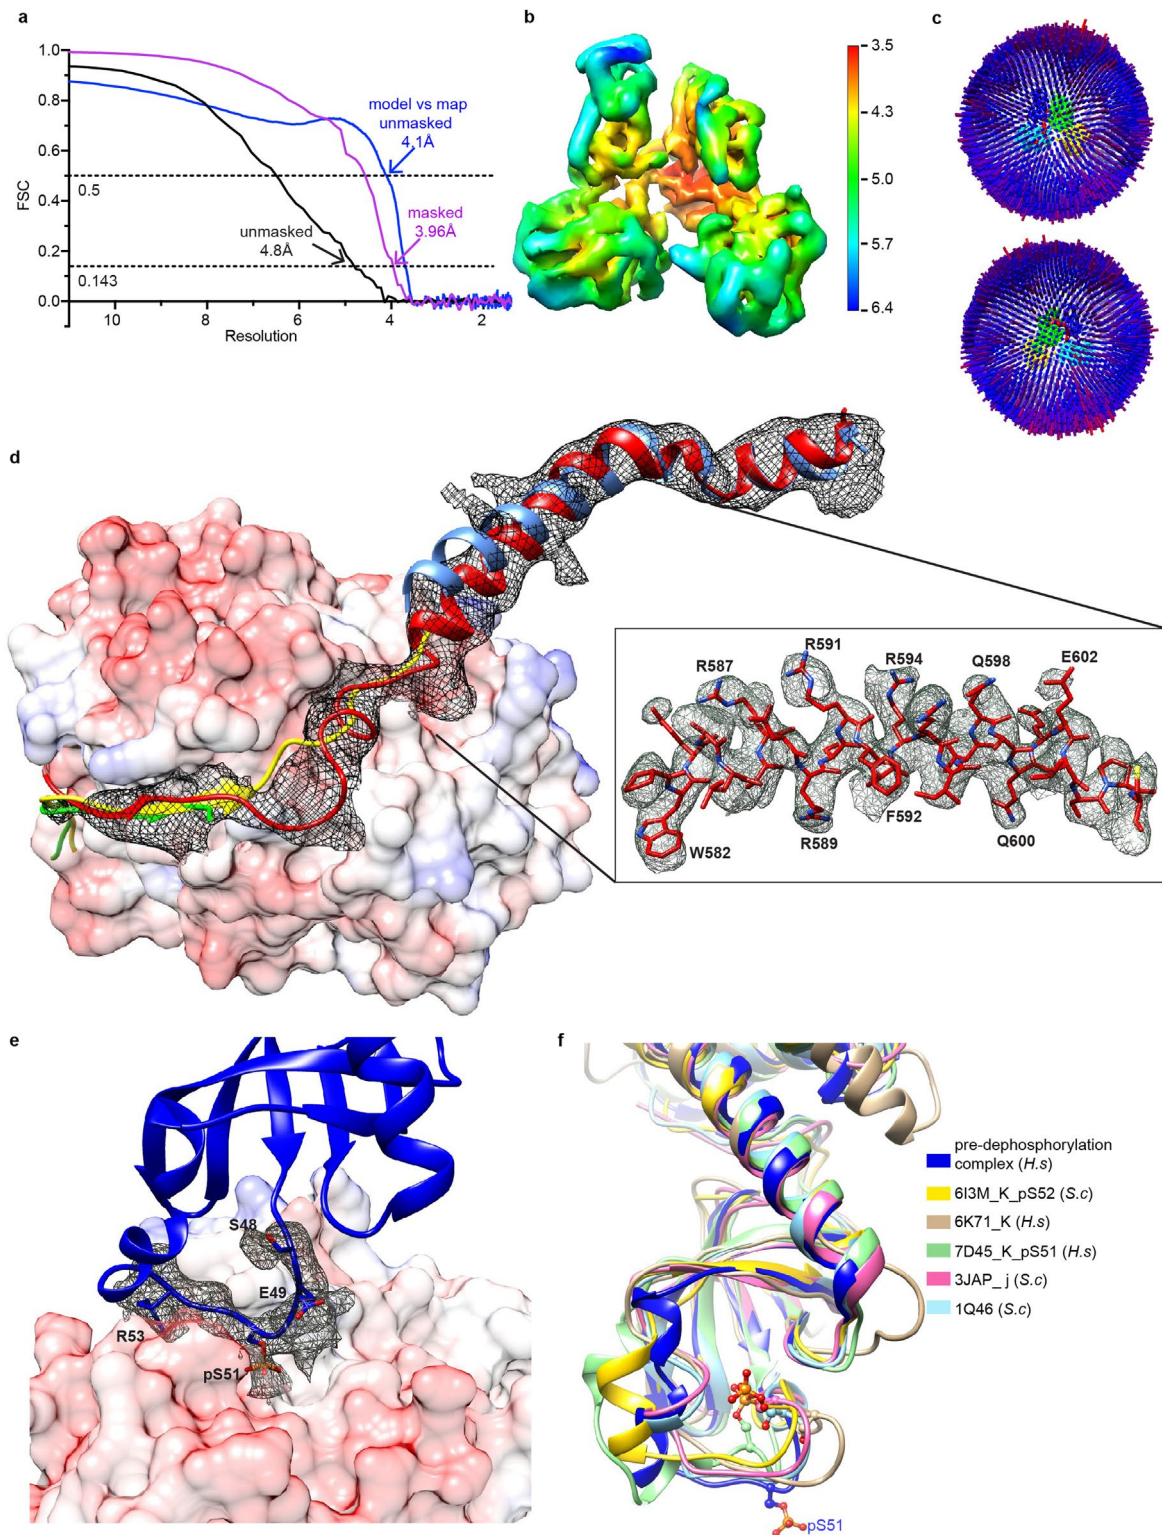 a
1.0
0.8
0.6
0.4
0.2
0.0
FSC
0.5
0.143
model vs map
unmasked
4.1Å
unmasked
4.8Å
masked
3.96Å
10
8
6
4
2
Resolution
b
3.5
4.3
5.0
5.7
6.4
c
d
R587
R591
R594
Q598
E602
W582
R589
F592
Q600
e
S48
E49
R53
pS51
f
pre-dephosphorylation
complex (H.s)
6I3M_K_pS52 (S.c)
6K71_K (H.s)
7D45_K_pS51 (H.s)
3JAP_j (S.c)
1Q46 (S.c)
pS51